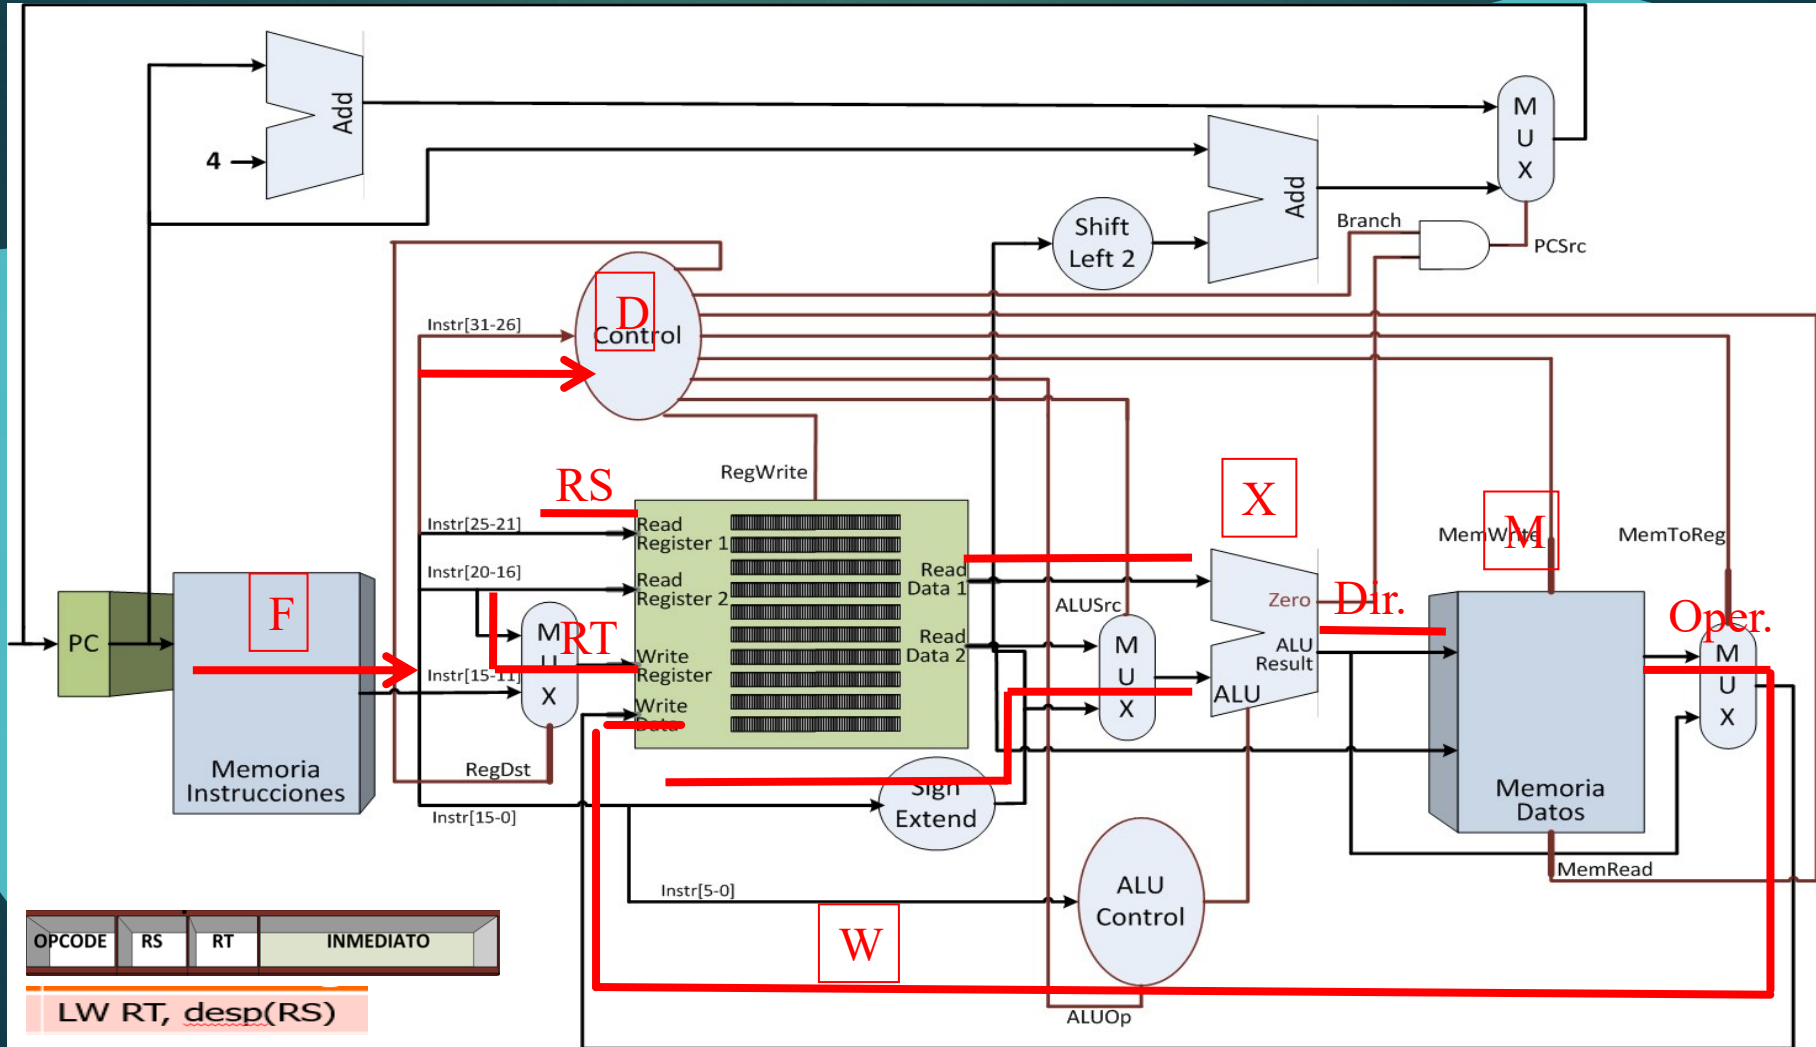 Add
4
M
U
X
Add
Shift
Left 2
Branch
PCSrc
D
Control
Instr[31-26]
RegWrite
RS
X
MemWrite
M
MemToReg
Instr[25-21]
Read
Register 1
Instr[20-16]
Read
Register 2
Read
Data 1
ALUSrc
Zero
Dir.
Oper.
F
PC
M
U
X
RT
Write
Register
Read
Data 2
M
U
X
ALU
Result
M
U
X
Instr[15-11]
Write
Data
ALU
RegDst
Memoria
Instrucciones
Instr[15-0]
Sign
Extend
Memoria
Datos
MemRead
Instr[5-0]
ALU
Control
W
OPCODE RS RT INMEDIATO
LW RT, desp(RS)
ALUOp